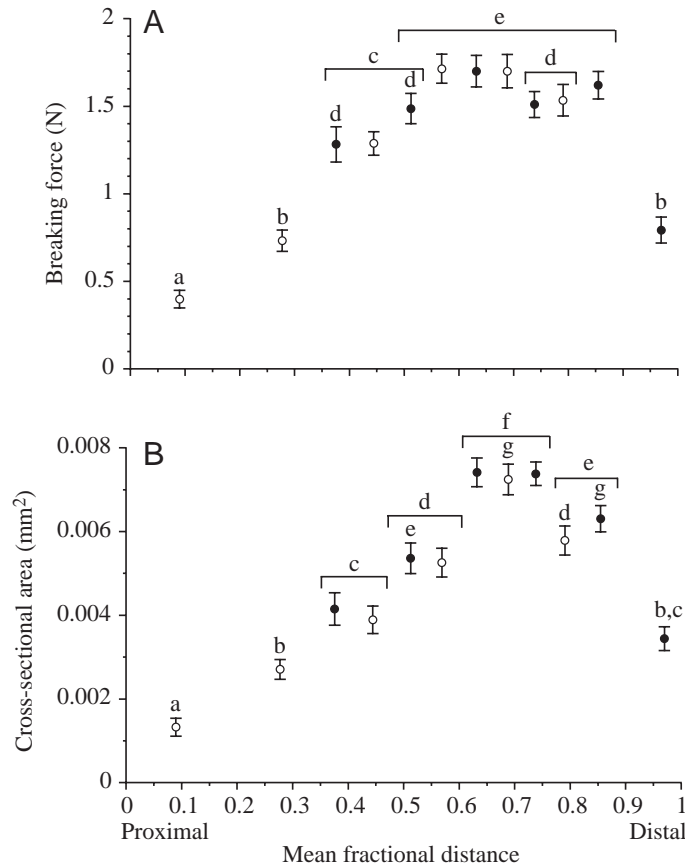 A
e
2
c
d
d
d
1.5
Breaking force (N)
b
b
1
a
0.5
0
B
f
0.008
g
e
d
g
0.006
e
d
c
Cross-sectional area (mm²)
b,c
0.004
b
0.002
a
0
0 0.1 0.2 0.3 0.4 0.5 0.6 0.7 0.8 0.9 1
Proximal Distal
Mean fractional distance